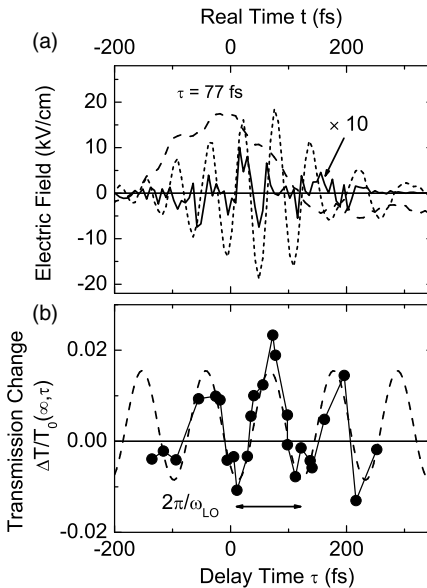 Real Time t (fs)
-200 0 200
(a)
20
10
0
-10
-20
Electric Field (kV/cm)
τ = 77 fs
× 10
(b)
0.02
0.00
-0.02
Transmission Change
ΔT/T₀(∞,τ)
2π/ω_LO
-200 0 200
Delay Time τ (fs)